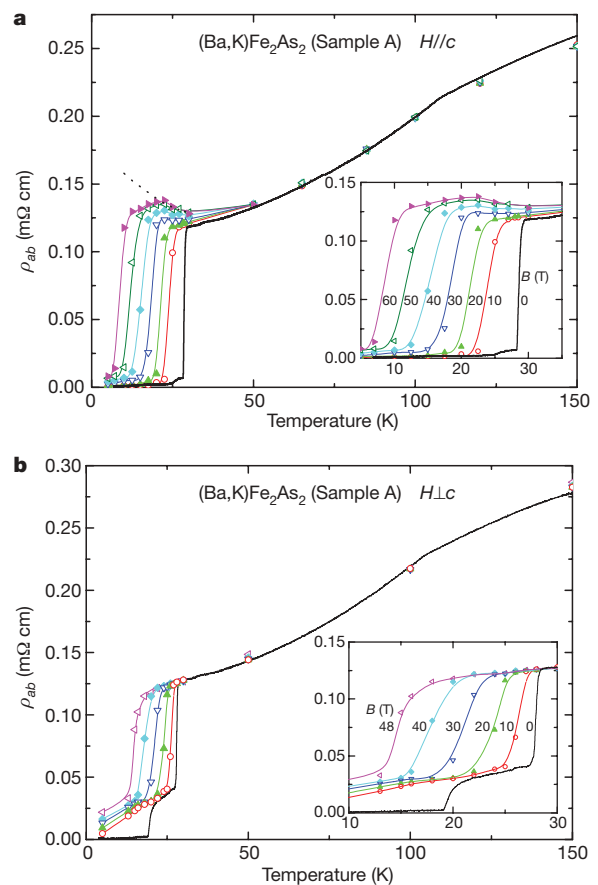 a
(Ba,K)Fe₂As₂ (Sample A) H//c
0.25
0.20
0.15
0.10
0.05
0.00
ρab (mΩ cm)
0.15
0.10
0.05
0.00
B (T)
60 50 40 30 20 10 0
10 20 30
0 50 100 150
Temperature (K)
b
(Ba,K)Fe₂As₂ (Sample A) H⊥c
0.30
0.25
0.20
0.15
0.10
0.05
0.00
ρab (mΩ cm)
0.15
0.10
0.05
0.00
B (T)
48 40 30 20 10 0
10 20 30
0 50 100 150
Temperature (K)